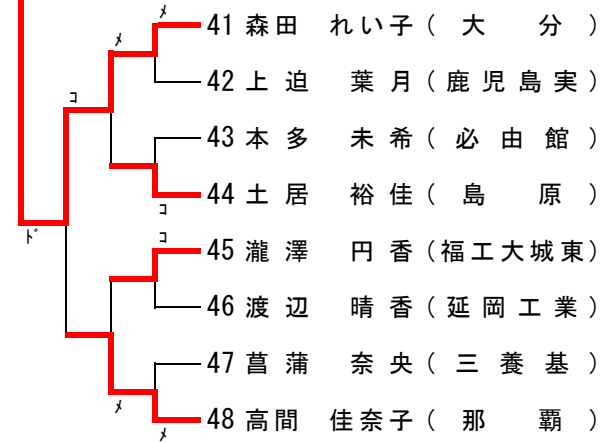 ﾒ
41 森田 れい子(大 分)
ﾒ
42 上迫 葉月(鹿児島実)
ｺ
43 本多 未希(必由館)
44 土居 裕佳(島 原)
ｺ
ﾄﾞ
ｺ
45 瀧澤 円香(福工大城東)
46 渡辺 晴香(延岡工業)
47 菖蒲 奈央(三養基)
ﾒ
48 高間 佳奈子(那 覇)
ﾒ